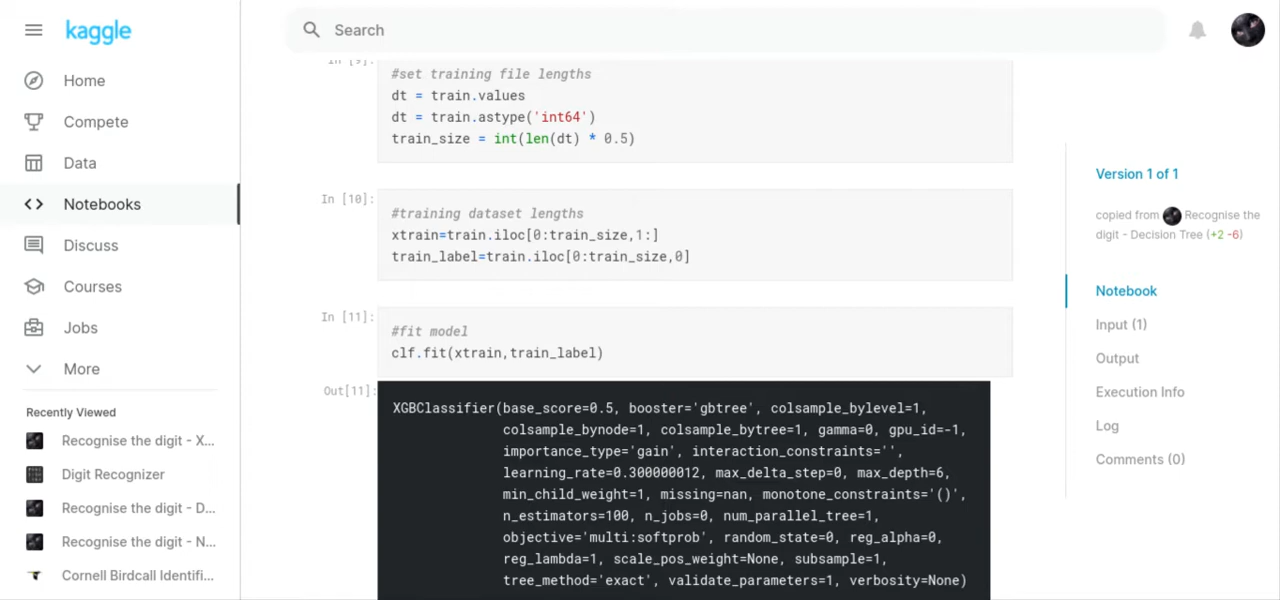 kaggle
Search
Home
Compete
Data
Notebooks
Discuss
Courses
Jobs
More
Recently Viewed
Recognise the digit - X...
Digit Recognizer
Recognise the digit - D...
Recognise the digit - N...
Cornell Birdcall Identifi...
In [9]:
#set training file lengths
dt = train.values
dt = train.astype('int64')
train_size = int(len(dt) * 0.5)
In [10]:
#training dataset lengths
xtrain=train.iloc[0:train_size,1:]
train_label=train.iloc[0:train_size,0]
In [11]:
#fit model
clf.fit(xtrain,train_label)
Out[11]:
XGBClassifier(base_score=0.5, booster='gbtree', colsample_bylevel=1,
colsample_bynode=1, colsample_bytree=1, gamma=0, gpu_id=-1,
importance_type='gain', interaction_constraints='',
learning_rate=0.300000012, max_delta_step=0, max_depth=6,
min_child_weight=1, missing=nan, monotone_constraints='()',
n_estimators=100, n_jobs=0, num_parallel_tree=1,
objective='multi:softprob', random_state=0, reg_alpha=0,
reg_lambda=1, scale_pos_weight=None, subsample=1,
tree_method='exact', validate_parameters=1, verbosity=None)
Version 1 of 1
copied from Recognise the
digit - Decision Tree (+2 -6)
Notebook
Input (1)
Output
Execution Info
Log
Comments (0)